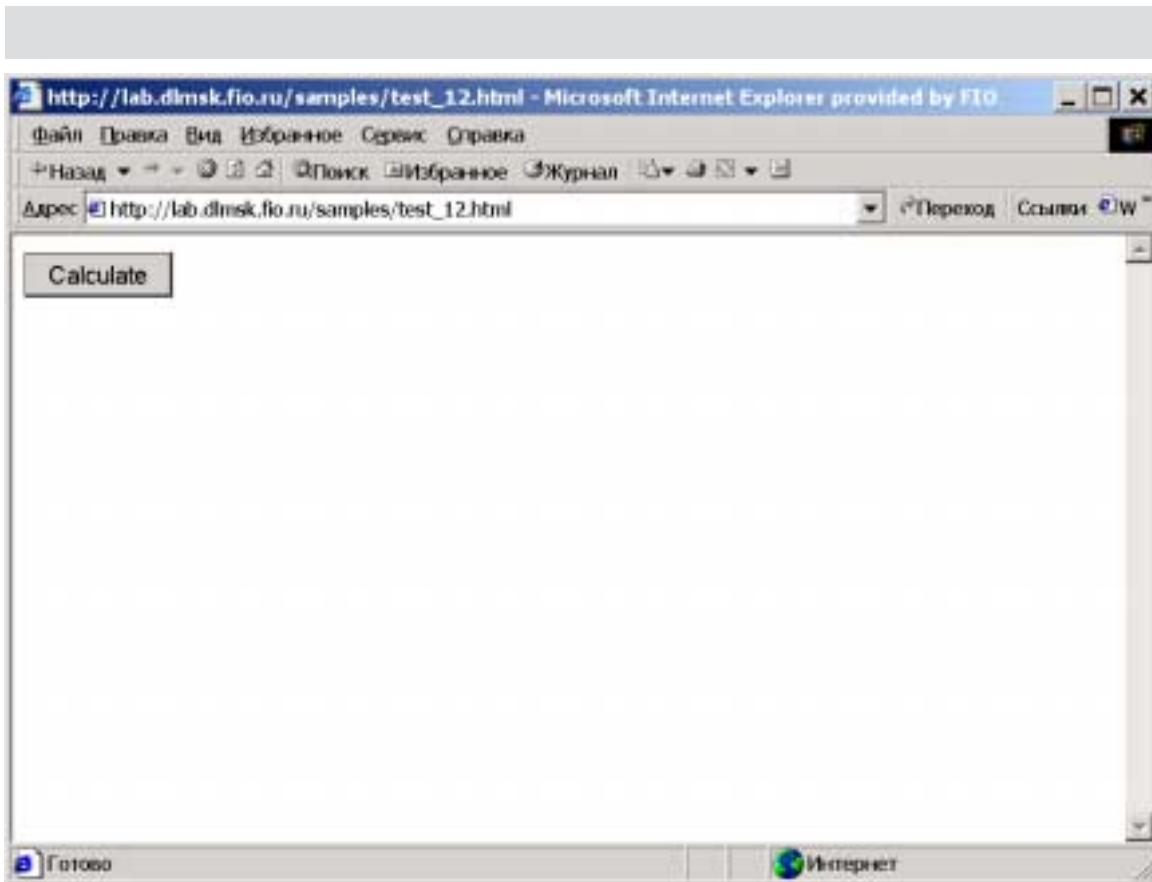 http://lab.dlmsk.fio.ru/samples/test_12.html - Microsoft Internet Explorer provided by FIO
Файл Правка Вид Избранное Сервис Справка
Назад Поиск Избранное Журнал
Адрес http://lab.dlmsk.fio.ru/samples/test_12.html Переход Ссылки W
Calculate
Готово Интернет